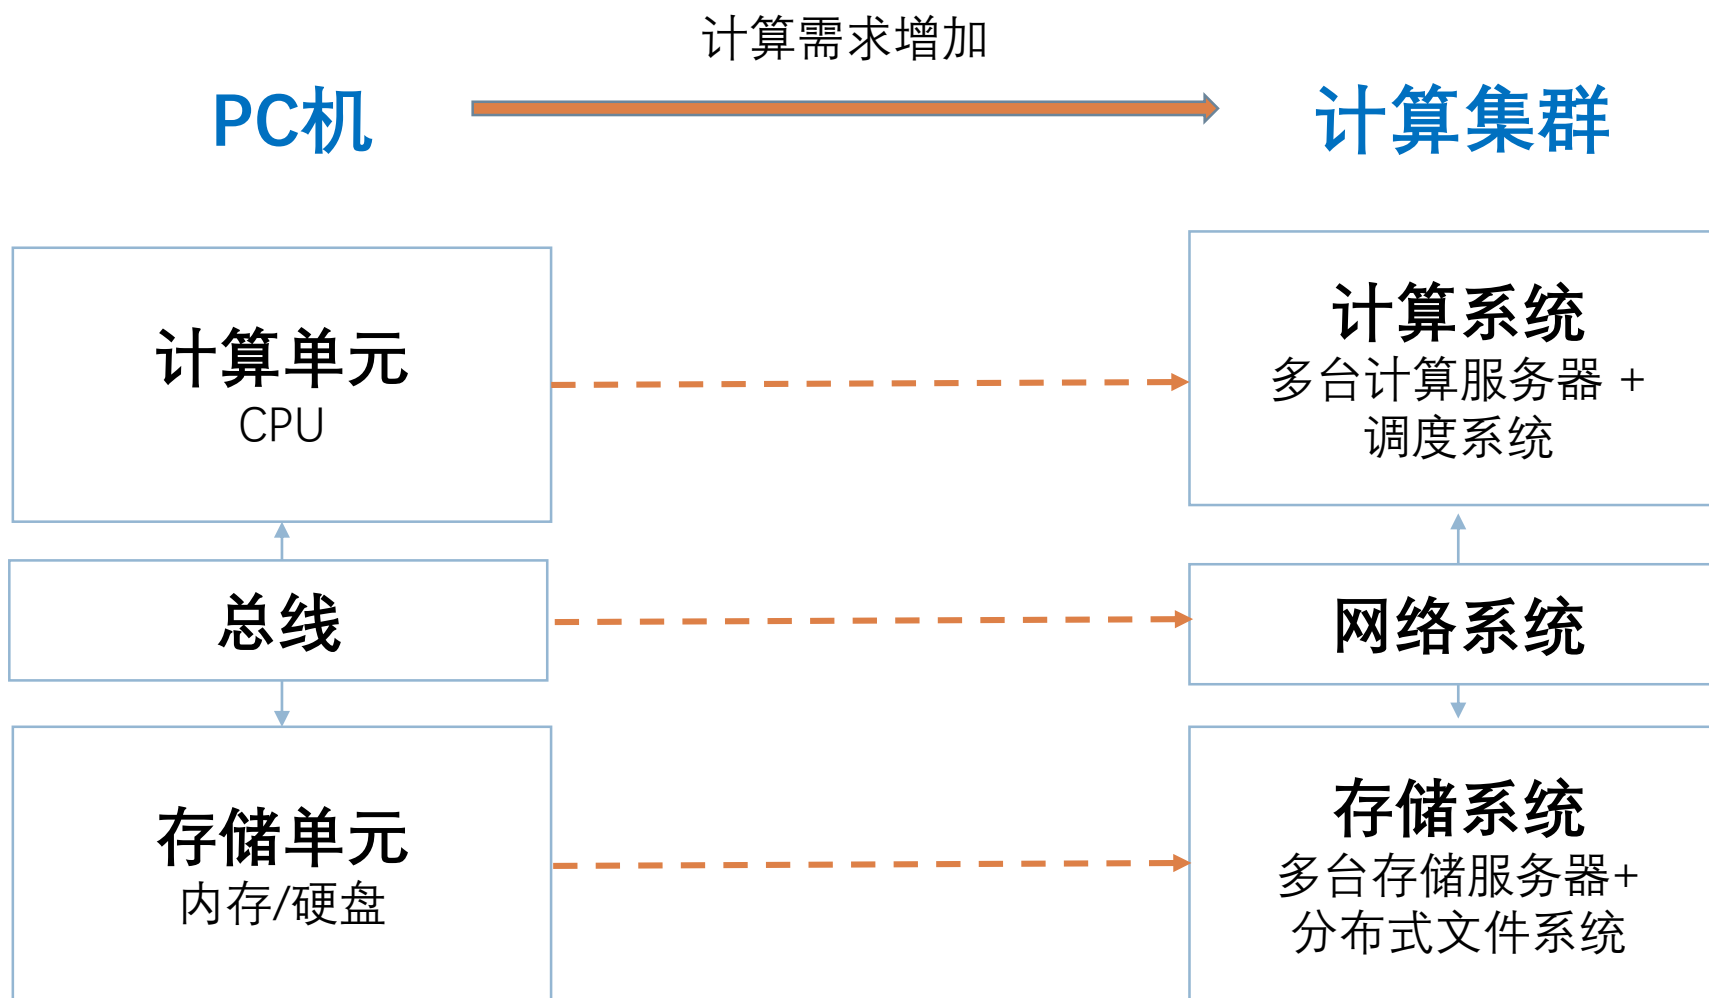 计算需求增加
PC机
计算集群
计算单元
CPU
计算系统
多台计算服务器 +
调度系统
总线
网络系统
存储单元
内存/硬盘
存储系统
多台存储服务器+
分布式文件系统